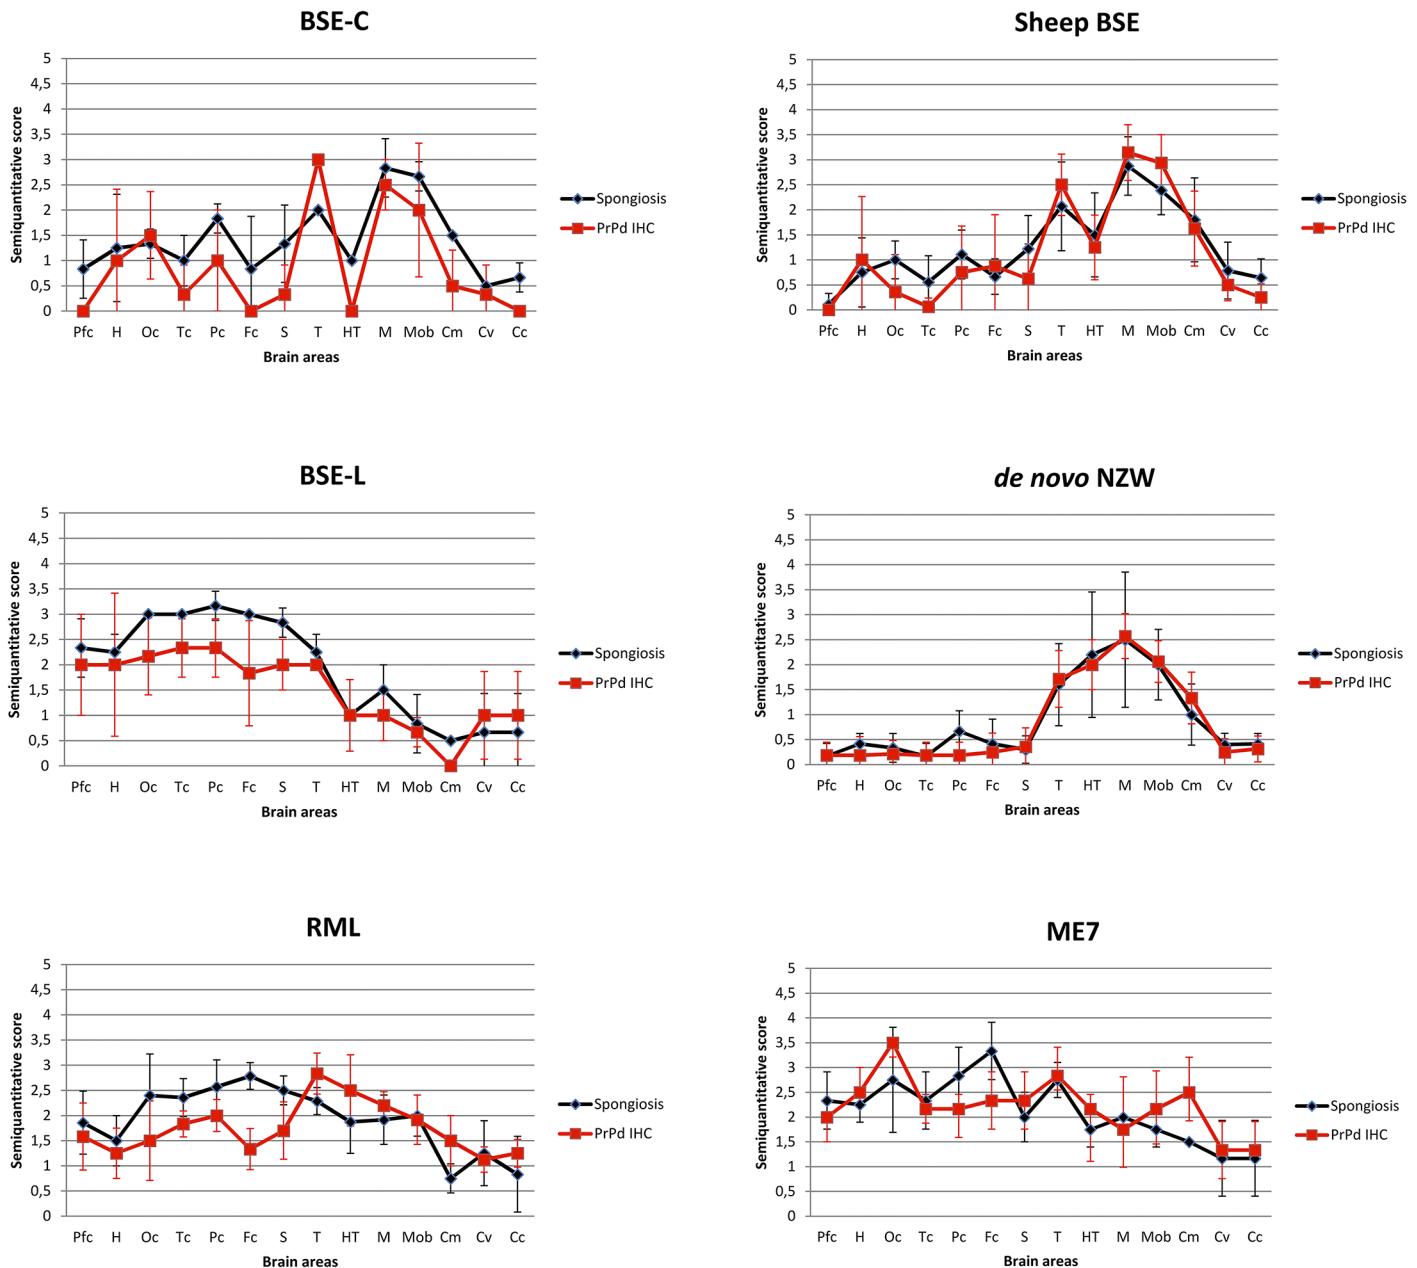 BSE-C
Semiquantitative score
5
4,5
4
3,5
3
2,5
2
1,5
1
0,5
0
Pfc H Oc Tc Pc Fc S T HT M Mob Cm Cv Cc
Brain areas
Spongiosis
PrPd IHC
Sheep BSE
Semiquantitative score
5
4,5
4
3,5
3
2,5
2
1,5
1
0,5
0
Pfc H Oc Tc Pc Fc S T HT M Mob Cm Cv Cc
Brain areas
Spongiosis
PrPd IHC
BSE-L
Semiquantitative score
5
4,5
4
3,5
3
2,5
2
1,5
1
0,5
0
Pfc H Oc Tc Pc Fc S T HT M Mob Cm Cv Cc
Brain areas
Spongiosis
PrPd IHC
de novo NZW
Semiquantitative score
5
4,5
4
3,5
3
2,5
2
1,5
1
0,5
0
Pfc H Oc Tc Pc Fc S T HT M Mob Cm Cv Cc
Brain areas
Spongiosis
PrPd IHC
RML
Semiquantitative score
5
4,5
4
3,5
3
2,5
2
1,5
1
0,5
0
Pfc H Oc Tc Pc Fc S T HT M Mob Cm Cv Cc
Brain areas
Spongiosis
PrPd IHC
ME7
Semiquantitative score
5
4,5
4
3,5
3
2,5
2
1,5
1
0,5
0
Pfc H Oc Tc Pc Fc S T HT M Mob Cm Cv Cc
Brain areas
Spongiosis
PrPd IHC